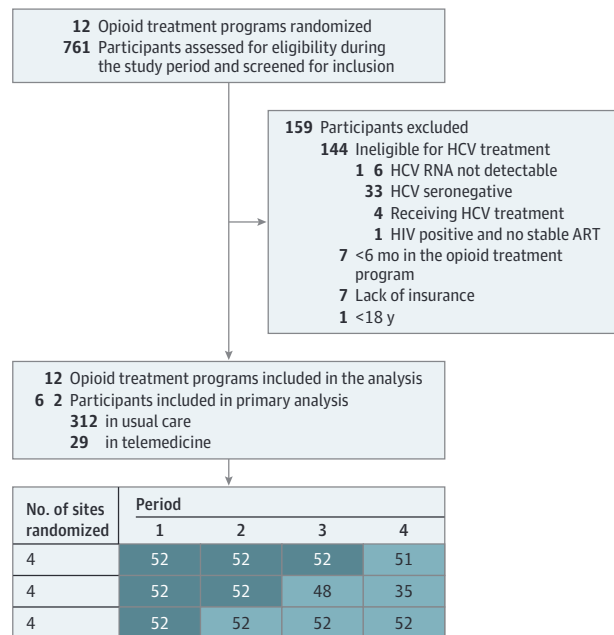 12 Opioid treatment programs randomized
761 Participants assessed for eligibility during
the study period and screened for inclusion
159 Participants excluded
144 Ineligible for HCV treatment
1 6 HCV RNA not detectable
33 HCV seronegative
4 Receiving HCV treatment
1 HIV positive and no stable ART
7 <6 mo in the opioid treatment
program
7 Lack of insurance
1 <18 y
12 Opioid treatment programs included in the analysis
6 2 Participants included in primary analysis
312 in usual care
29 in telemedicine
No. of sites
randomized
Period
1 2 3 4
4 52 52 52 51
4 52 52 48 35
4 52 52 52 52